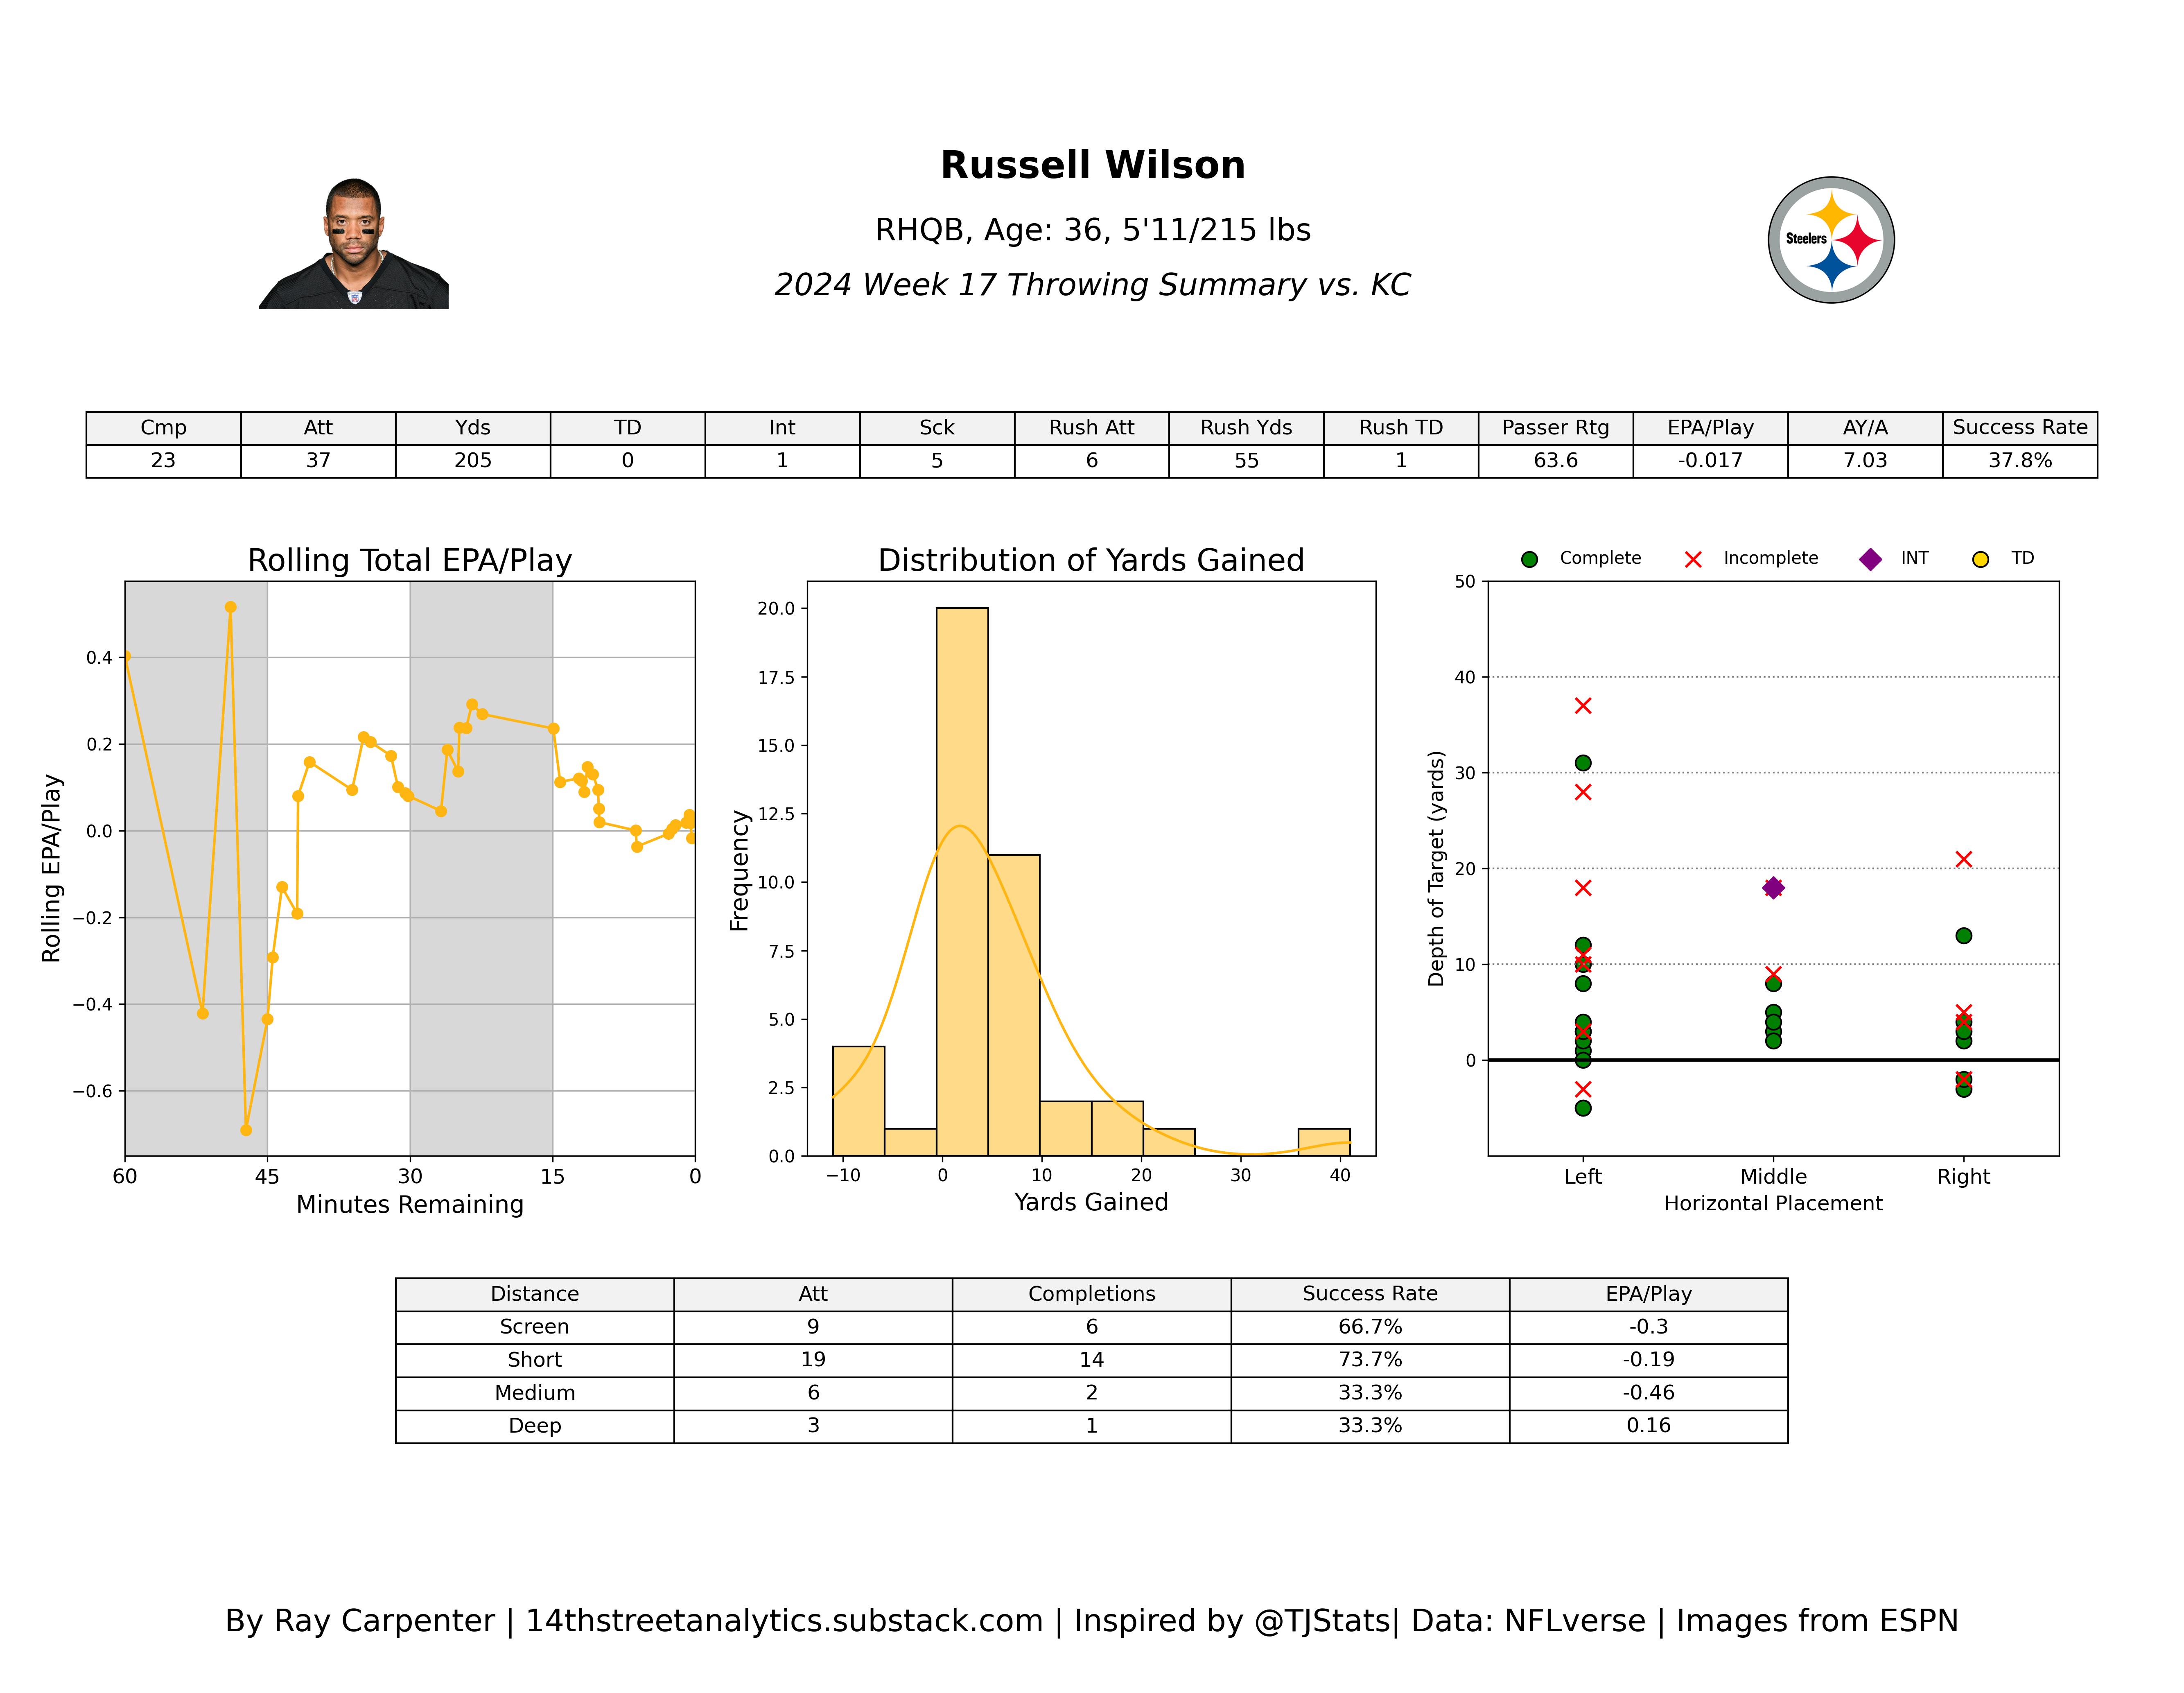 Russell Wilson
RHQB, Age: 36, 5'11/215 lbs
2024 Week 17 Throwing Summary vs. KC
Steelers
Cmp Att Yds TD Int Sck Rush Att Rush Yds Rush TD Passer Rtg EPA/Play AY/A Success Rate
23 37 205 0 1 5 6 55 1 63.6 -0.017 7.03 37.8%
Rolling Total EPA/Play
0.4
0.2
0.0
−0.2
−0.4
−0.6
Rolling EPA/Play
60 45 30 15 0
Minutes Remaining
Distribution of Yards Gained
20.0
17.5
15.0
12.5
10.0
7.5
5.0
2.5
0.0
Frequency
−10 0 10 20 30 40
Yards Gained
Complete Incomplete INT TD
50
40
30
20
10
0
Depth of Target (yards)
Left Middle Right
Horizontal Placement
Distance Att Completions Success Rate EPA/Play
Screen 9 6 66.7% -0.3
Short 19 14 73.7% -0.19
Medium 6 2 33.3% -0.46
Deep 3 1 33.3% 0.16
By Ray Carpenter | 14thstreetanalytics.substack.com | Inspired by @TJStats| Data: NFLverse | Images from ESPN